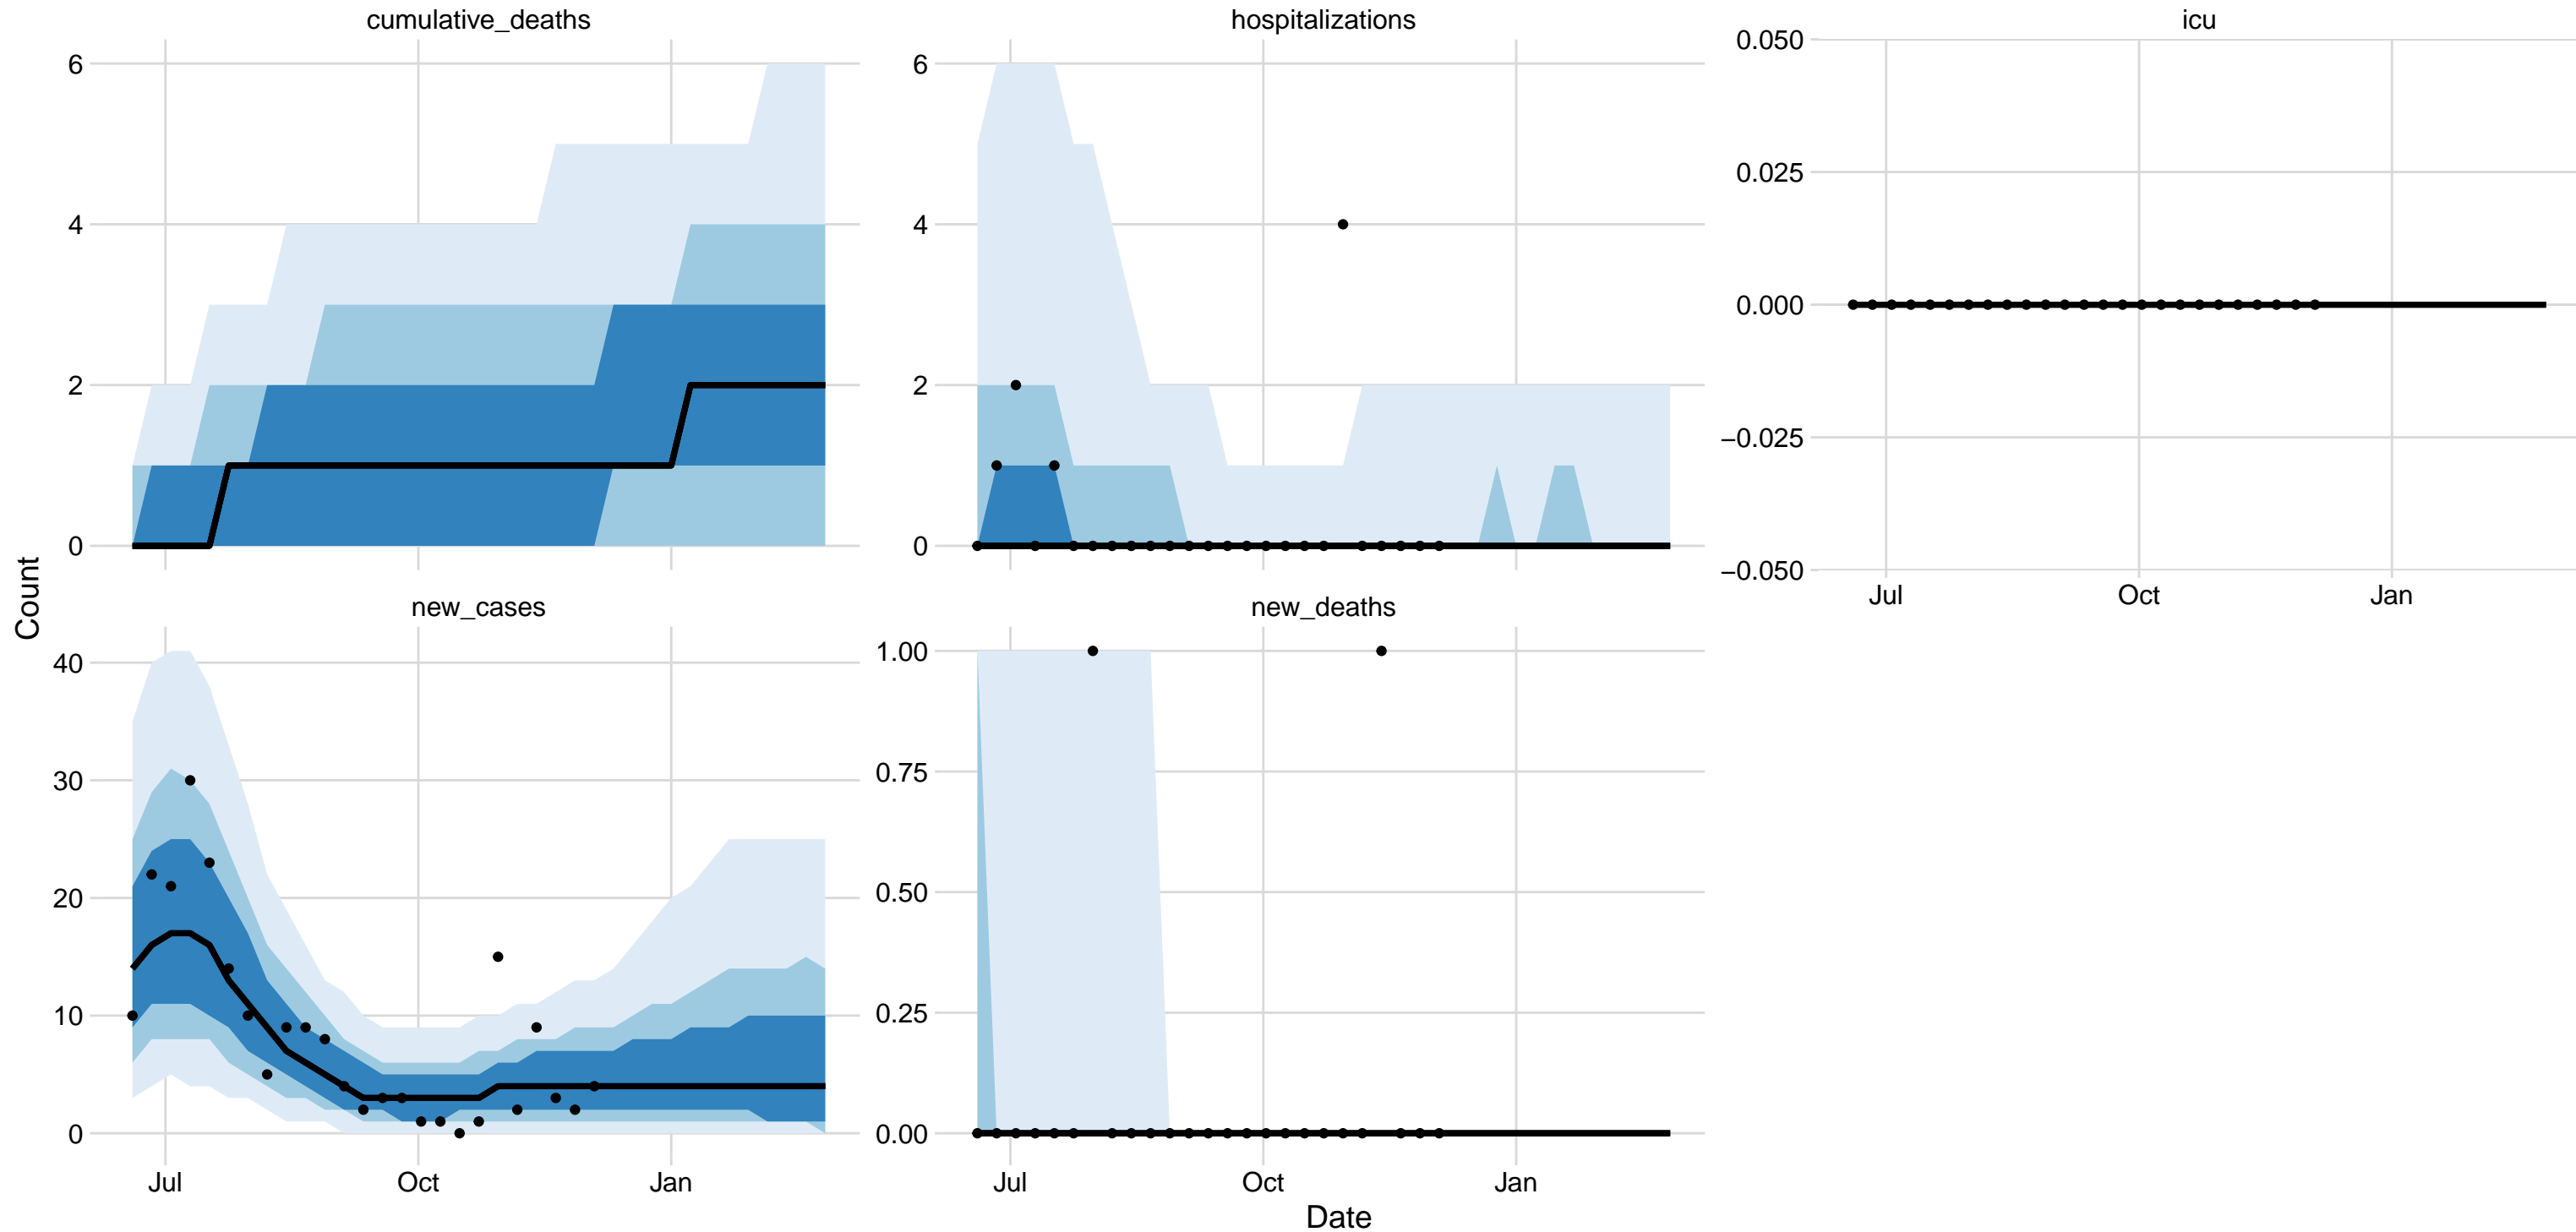 cumulative_deaths
6
4
2
0
hospitalizations
6
4
2
0
icu
0.050
0.025
0.000
−0.025
−0.050
Jul Oct Jan
Count
new_cases
40
30
20
10
0
Jul Oct Jan
new_deaths
1.00
0.75
0.50
0.25
0.00
Jul Oct Jan
Date